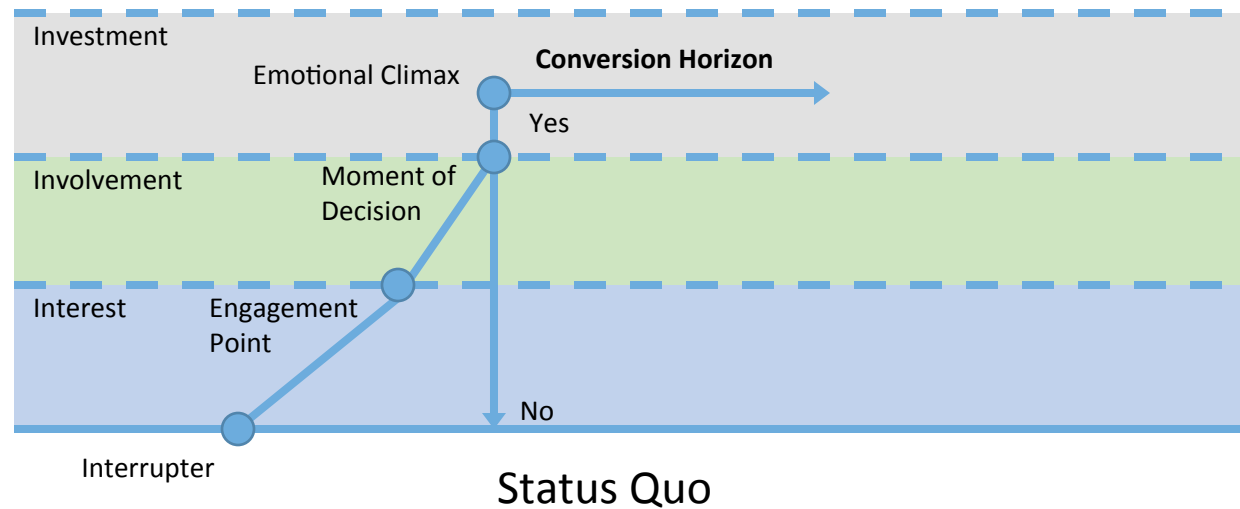 Investment
Emotional Climax
Conversion Horizon
Yes
Involvement
Moment of
Decision
Interest
Engagement
Point
No
Interrupter
Status Quo